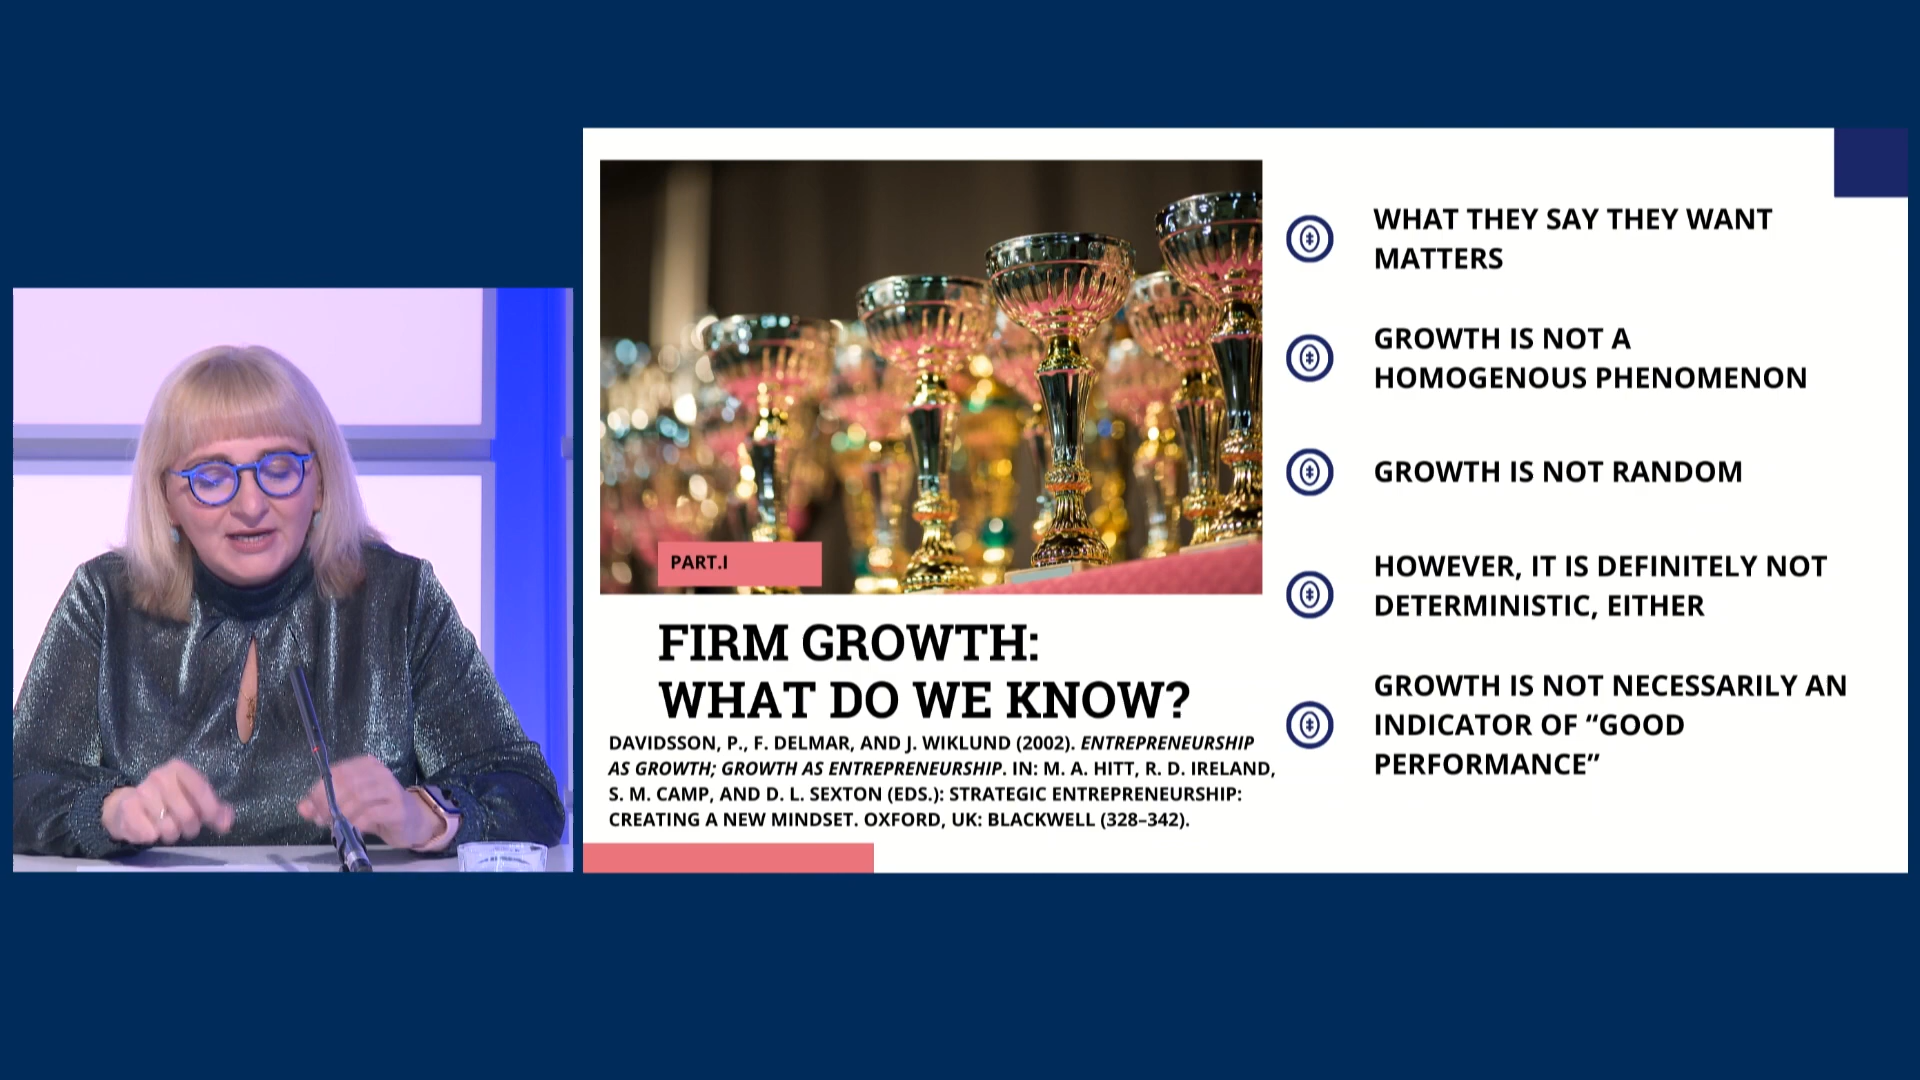 PART.I
FIRM GROWTH:
WHAT DO WE KNOW?
DAVIDSSON, P., F. DELMAR, AND J. WIKLUND (2002). ENTREPRENEURSHIP
AS GROWTH; GROWTH AS ENTREPRENEURSHIP. IN: M. A. HITT, R. D. IRELAND,
S. M. CAMP, AND D. L. SEXTON (EDS.): STRATEGIC ENTREPRENEURSHIP:
CREATING A NEW MINDSET. OXFORD, UK: BLACKWELL (328–342).
WHAT THEY SAY THEY WANT
MATTERS
GROWTH IS NOT A
HOMOGENOUS PHENOMENON
GROWTH IS NOT RANDOM
HOWEVER, IT IS DEFINITELY NOT
DETERMINISTIC, EITHER
GROWTH IS NOT NECESSARILY AN
INDICATOR OF “GOOD
PERFORMANCE”